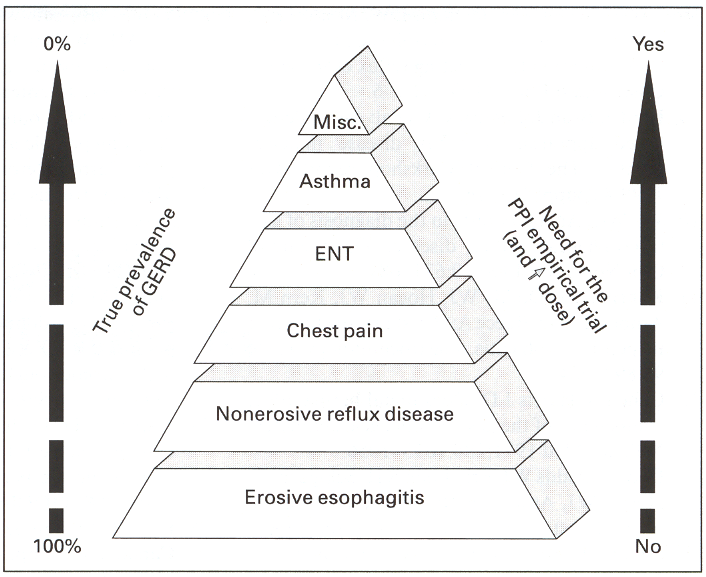 0%
Yes
Misc.
Asthma
ENT
Chest pain
Nonerosive reflux disease
Erosive esophagitis
True prevalence
of GERD
Need for the
PPI empirical trial
(and ⇧ dose)
100%
No